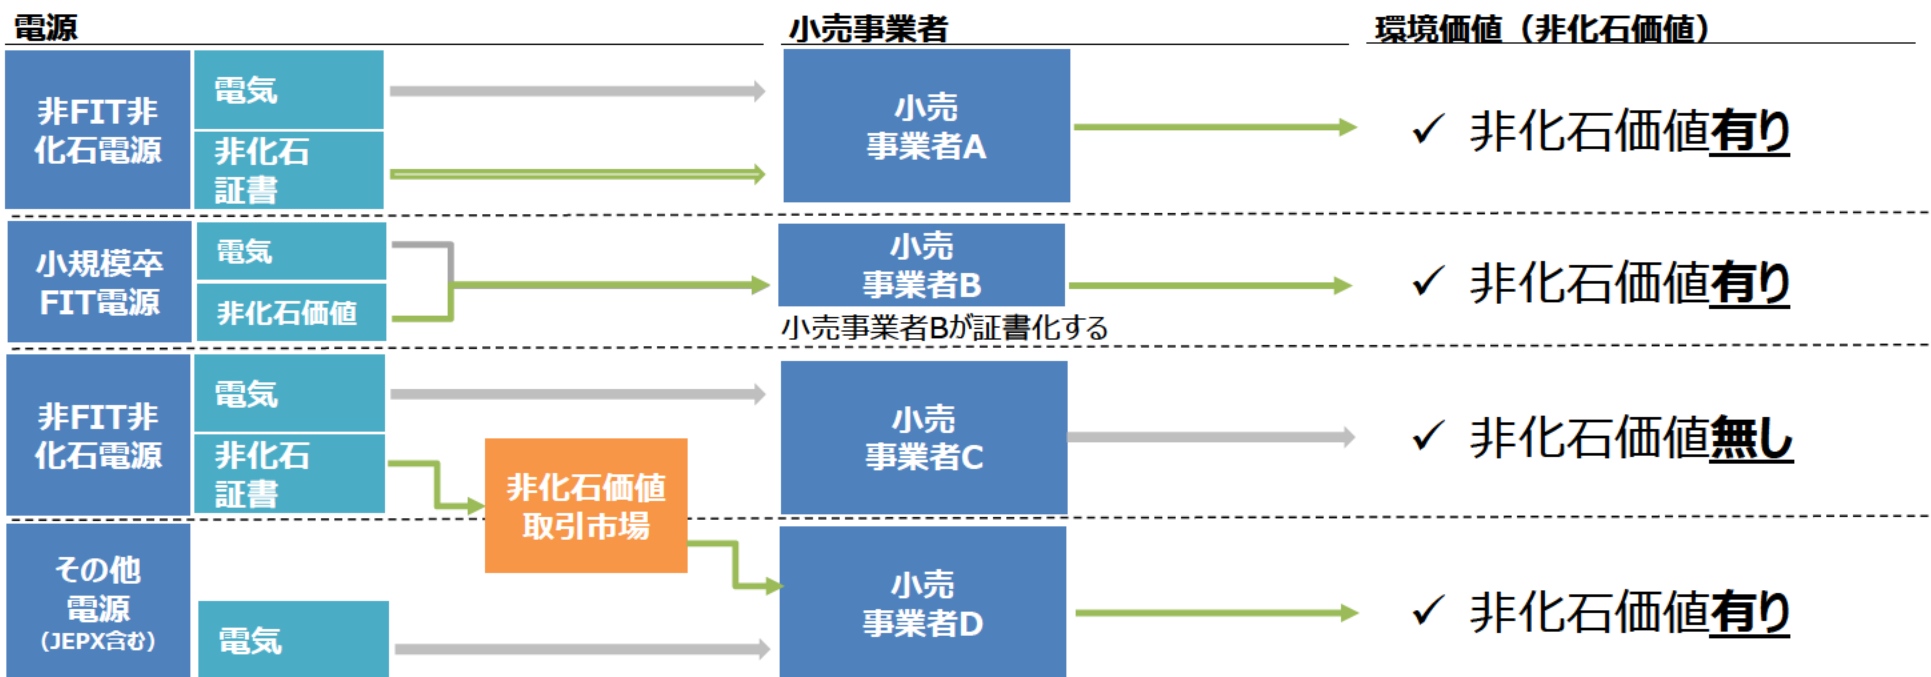 電源
小売事業者
環境価値（非化石価値）
非FIT非
化石電源
電気
非化石
証書
小売
事業者A
✓ 非化石価値有り
小規模卒
FIT電源
電気
非化石価値
小売
事業者B
小売事業者Bが証書化する
✓ 非化石価値有り
非FIT非
化石電源
電気
非化石
証書
非化石価値
取引市場
小売
事業者C
✓ 非化石価値無し
その他
電源
（JEPX含む）
電気
小売
事業者D
✓ 非化石価値有り